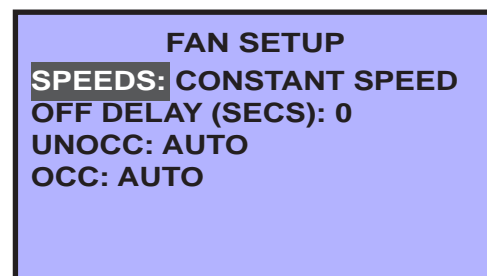 FAN SETUP
SPEEDS: CONSTANT SPEED
OFF DELAY (SECS): 0
UNOCC: AUTO
OCC: AUTO